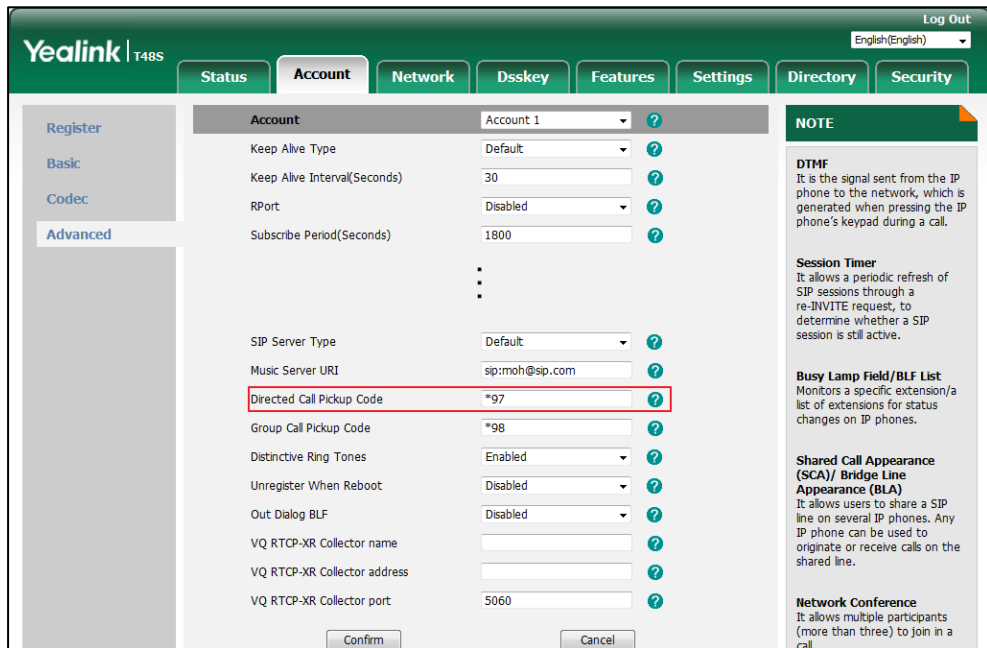 Log Out
Yealink T48S
English(English)
Status Account Network Dsskey Features Settings Directory Security
Register
Basic
Codec
Advanced
Account Account 1 ?
Keep Alive Type Default ?
Keep Alive Interval(Seconds) 30 ?
RPort Disabled ?
Subscribe Period(Seconds) 1800 ?
SIP Server Type Default ?
Music Server URI sip:moh@sip.com ?
Directed Call Pickup Code *97 ?
Group Call Pickup Code *98 ?
Distinctive Ring Tones Enabled ?
Unregister When Reboot Disabled ?
Out Dialog BLF Disabled ?
VQ RTCP-XR Collector name ?
VQ RTCP-XR Collector address ?
VQ RTCP-XR Collector port 5060 ?
Confirm Cancel
NOTE
DTMF
It is the signal sent from the IP
phone to the network, which is
generated when pressing the IP
phone's keypad during a call.
Session Timer
It allows a periodic refresh of
SIP sessions through a
re-INVITE request, to
determine whether a SIP
session is still active.
Busy Lamp Field/BLF List
Monitors a specific extension/a
list of extensions for status
changes on IP phones.
Shared Call Appearance
(SCA)/ Bridge Line
Appearance (BLA)
It allows users to share a SIP
line on several IP phones. Any
IP phone can be used to
originate or receive calls on the
shared line.
Network Conference
It allows multiple participants
(more than three) to join in a
call